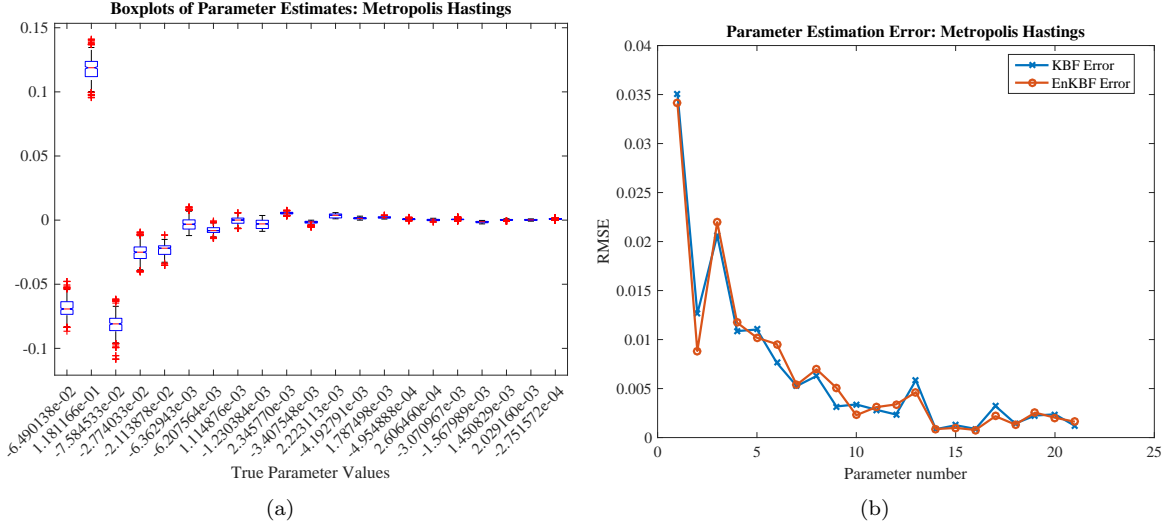 Boxplots of Parameter Estimates: Metropolis Hastings
0.15
0.1
0.05
0
-0.05
-0.1
-6.490138e-02
1.181166e-01
-7.584533e-02
-2.774033e-02
-2.113878e-02
-6.362943e-03
-6.207564e-03
1.114876e-03
-1.230384e-03
2.345770e-03
-3.407548e-03
2.223113e-03
-4.192791e-03
1.787498e-03
-4.954888e-04
2.606460e-04
-3.070967e-03
-1.567989e-03
1.450829e-03
2.029160e-03
-2.751572e-04
True Parameter Values
(a)
Parameter Estimation Error: Metropolis Hastings
KBF Error
EnKBF Error
0.04
0.035
0.03
0.025
0.02
0.015
0.01
0.005
0
RMSE
0
5
10
15
20
25
Parameter number
(b)